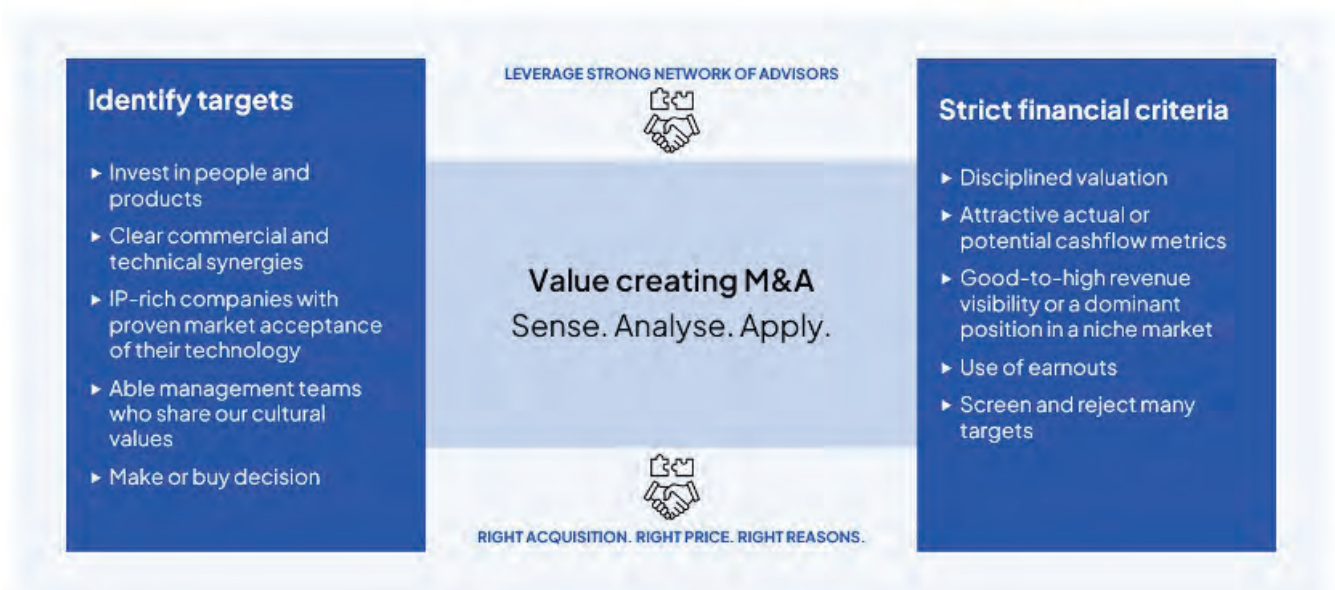 Identify targets
▸ Invest in people and
products
▸ Clear commercial and
technical synergies
▸ IP-rich companies with
proven market acceptance
of their technology
▸ Able management teams
who share our cultural
values
▸ Make or buy decision
LEVERAGE STRONG NETWORK OF ADVISORS
Value creating M&A
Sense. Analyse. Apply.
RIGHT ACQUISITION. RIGHT PRICE. RIGHT REASONS.
Strict financial criteria
▸ Disciplined valuation
▸ Attractive actual or
potential cashflow metrics
▸ Good-to-high revenue
visibility or a dominant
position in a niche market
▸ Use of earnouts
▸ Screen and reject many
targets